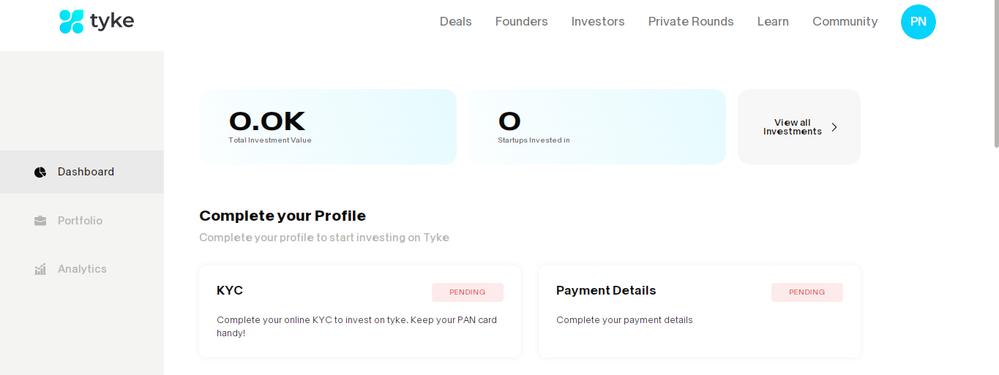 tyke
Deals Founders Investors Private Rounds Learn Community PN
Dashboard
Portfolio
Analytics
0.0K
Total Investment Value
0
Startups Invested in
View all
Investments
Complete your Profile
Complete your profile to start investing on Tyke
KYC PENDING
Complete your online KYC to invest on tyke. Keep your PAN card
handy!
Payment Details PENDING
Complete your payment details